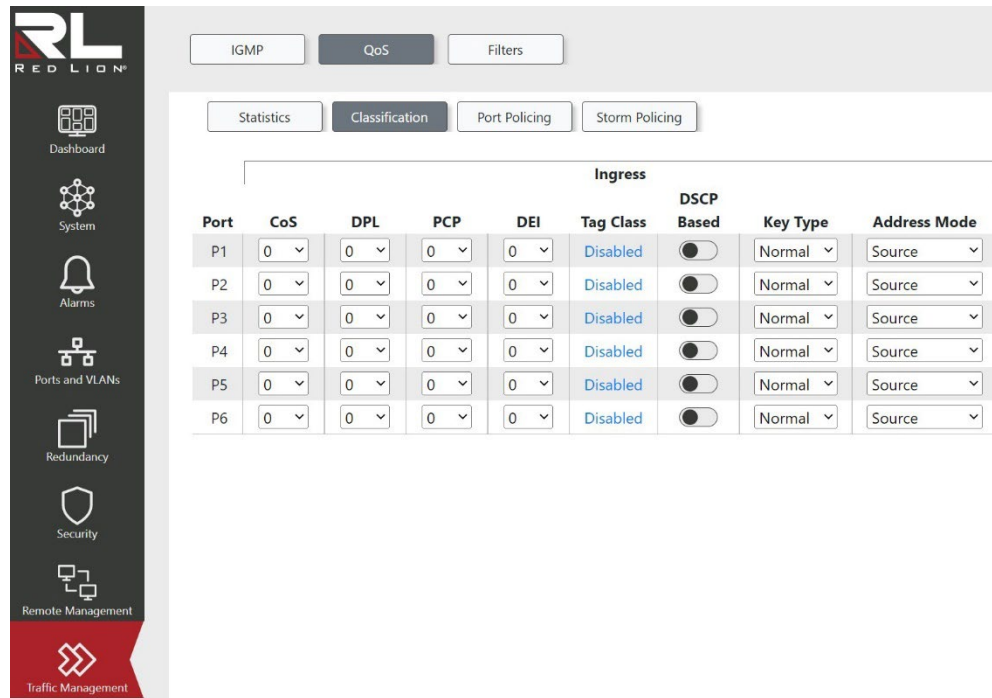 RED LION®
Dashboard
System
Alarms
Ports and VLANs
Redundancy
Security
Remote Management
Traffic Management
IGMP QoS Filters
Statistics Classification Port Policing Storm Policing
Ingress
Port CoS DPL PCP DEI Tag Class DSCP Based Key Type Address Mode
P1 0 0 0 0 Disabled Normal Source
P2 0 0 0 0 Disabled Normal Source
P3 0 0 0 0 Disabled Normal Source
P4 0 0 0 0 Disabled Normal Source
P5 0 0 0 0 Disabled Normal Source
P6 0 0 0 0 Disabled Normal Source